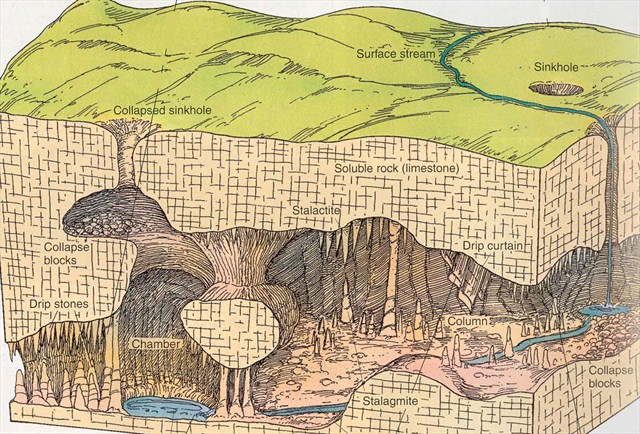 Surface stream
Sinkhole
Collapsed sinkhole
Soluble rock (limestone)
Stalactite
Drip curtain
Collapse
blocks
Drip stones
Column
Chamber
Collapse
blocks
Stalagmite